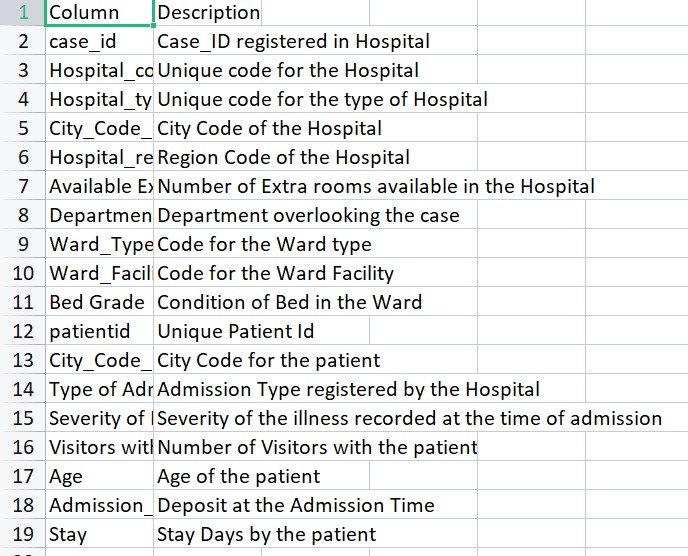 1 Column Description
2 case_id Case_ID registered in Hospital
3 Hospital_co Unique code for the Hospital
4 Hospital_ty Unique code for the type of Hospital
5 City_Code_ City Code of the Hospital
6 Hospital_re Region Code of the Hospital
7 Available Ex Number of Extra rooms available in the Hospital
8 Departmen Department overlooking the case
9 Ward_Type Code for the Ward type
10 Ward_Facili Code for the Ward Facility
11 Bed Grade Condition of Bed in the Ward
12 patientid Unique Patient Id
13 City_Code_ City Code for the patient
14 Type of Adr Admission Type registered by the Hospital
15 Severity of I Severity of the illness recorded at the time of admission
16 Visitors with Number of Visitors with the patient
17 Age Age of the patient
18 Admission_ Deposit at the Admission Time
19 Stay Stay Days by the patient